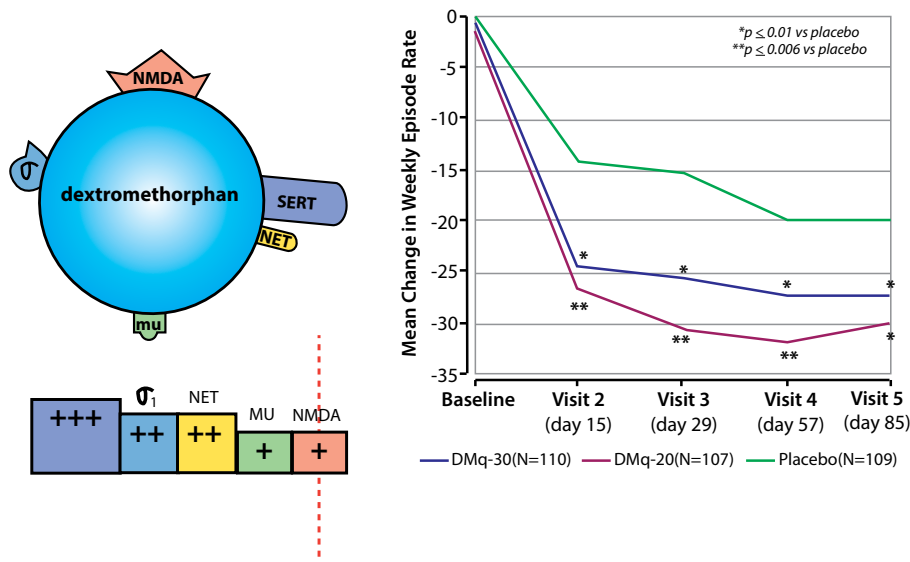 NMDA
σ
dextromethorphan
SERT
NET
mu
+++
σ1
++
NET
++
MU
+
NMDA
+
Mean Change in Weekly Episode Rate
0
-5
-10
-15
-20
-25
-30
-35
*p ≤ 0.01 vs placebo
**p ≤ 0.006 vs placebo
*
*
*
*
**
**
**
*
Baseline
Visit 2
(day 15)
Visit 3
(day 29)
Visit 4
(day 57)
Visit 5
(day 85)
DMq-30(N=110)
DMq-20(N=107)
Placebo(N=109)